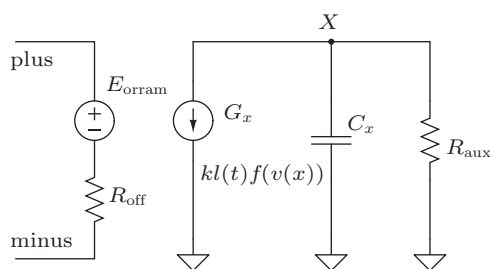 X
plus
E_orram
+
−
G_x
C_x
kl(t)f(v(x))
R_aux
R_off
minus